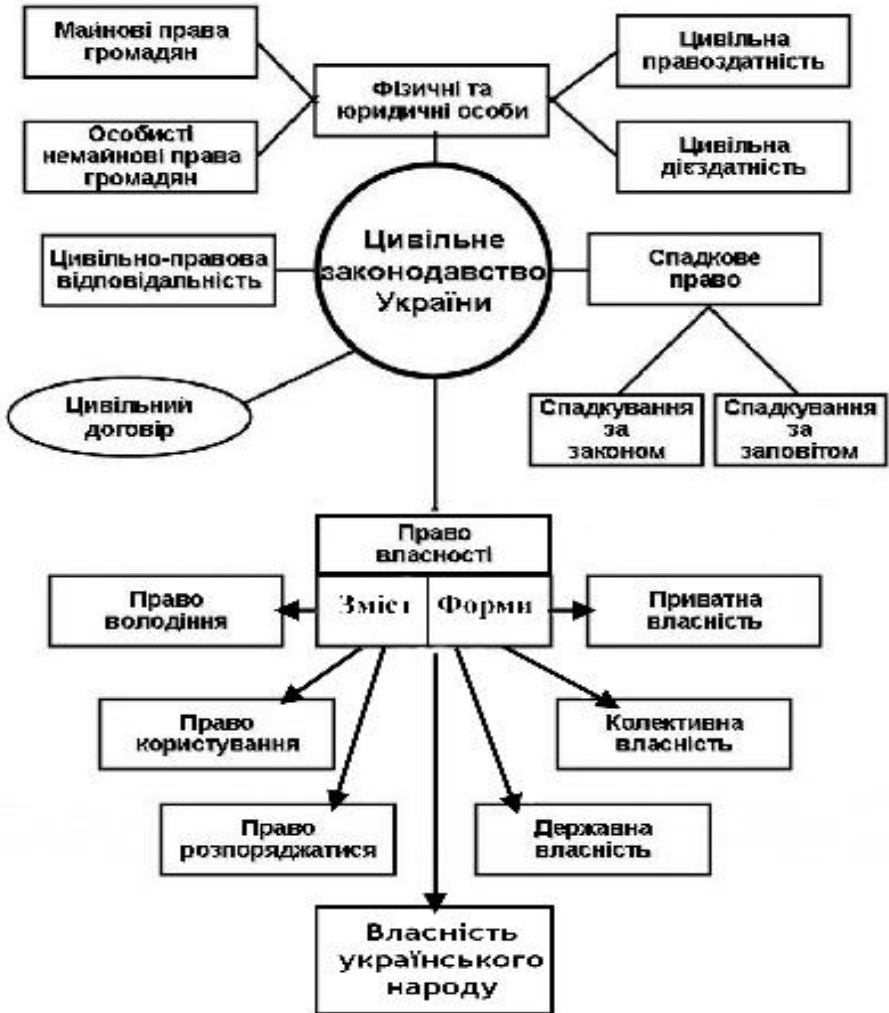 Майнові права
громадян
Цивільна
правоздатність
Фізичні та
юридичні особи
Особисті
немайнові права
громадян
Цивільна
дієздатність
Цивільне
законодавство
України
Цивільно-правова
відповідальність
Спадкове
право
Цивільний
договір
Спадкування
за
законом
Спадкування
за
заповітом
Право
власності
Зміст
Форми
Право
володіння
Приватна
власність
Право
користування
Колективна
власність
Право
розпоряджатися
Державна
власність
Власність
українського
народу